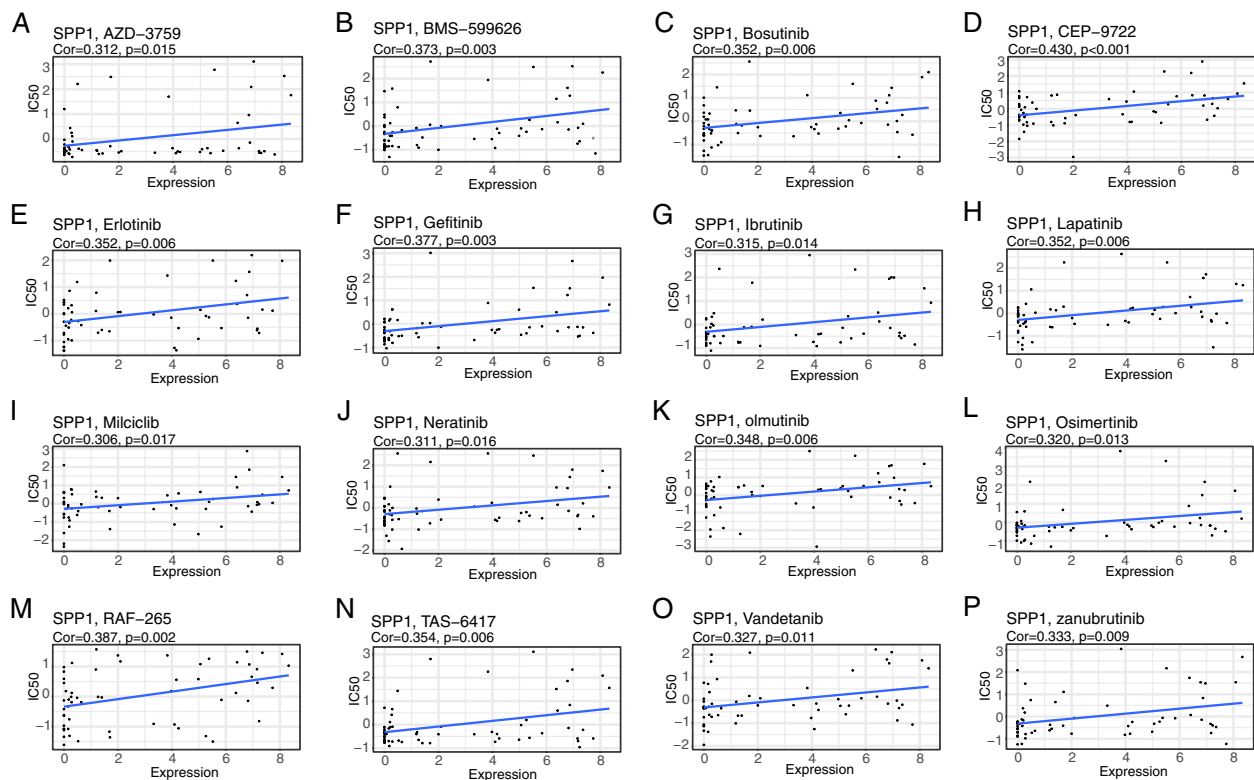 A
SPP1, AZD−3759
Cor=0.312, p=0.015
IC50
3
2
1
0
0 2 4 6 8
Expression
B
SPP1, BMS−599626
Cor=0.373, p=0.003
IC50
2
1
0
−1
0 2 4 6 8
Expression
C
SPP1, Bosutinib
Cor=0.352, p=0.006
IC50
2
1
0
−1
0 2 4 6 8
Expression
D
SPP1, CEP−9722
Cor=0.430, p<0.001
IC50
3
2
1
0
−1
−2
−3
0 2 4 6 8
Expression
E
SPP1, Erlotinib
Cor=0.352, p=0.006
IC50
2
1
0
−1
0 2 4 6 8
Expression
F
SPP1, Gefitinib
Cor=0.377, p=0.003
IC50
3
2
1
0
−1
0 2 4 6 8
Expression
G
SPP1, Ibrutinib
Cor=0.315, p=0.014
IC50
3
2
1
0
−1
0 2 4 6 8
Expression
H
SPP1, Lapatinib
Cor=0.352, p=0.006
IC50
2
1
0
−1
0 2 4 6 8
Expression
I
SPP1, Milciclib
Cor=0.306, p=0.017
IC50
3
2
1
0
−1
−2
0 2 4 6 8
Expression
J
SPP1, Neratinib
Cor=0.311, p=0.016
IC50
2
1
0
−1
−2
0 2 4 6 8
Expression
K
SPP1, olmutinib
Cor=0.348, p=0.006
IC50
2
1
0
−1
−2
−3
0 2 4 6 8
Expression
L
SPP1, Osimertinib
Cor=0.320, p=0.013
IC50
4
3
2
1
0
−1
0 2 4 6 8
Expression
M
SPP1, RAF−265
Cor=0.387, p=0.002
IC50
1
0
−1
0 2 4 6 8
Expression
N
SPP1, TAS−6417
Cor=0.354, p=0.006
IC50
3
2
1
0
−1
0 2 4 6 8
Expression
O
SPP1, Vandetanib
Cor=0.327, p=0.011
IC50
2
1
0
−1
−2
0 2 4 6 8
Expression
P
SPP1, zanubrutinib
Cor=0.333, p=0.009
IC50
3
2
1
0
−1
0 2 4 6 8
Expression